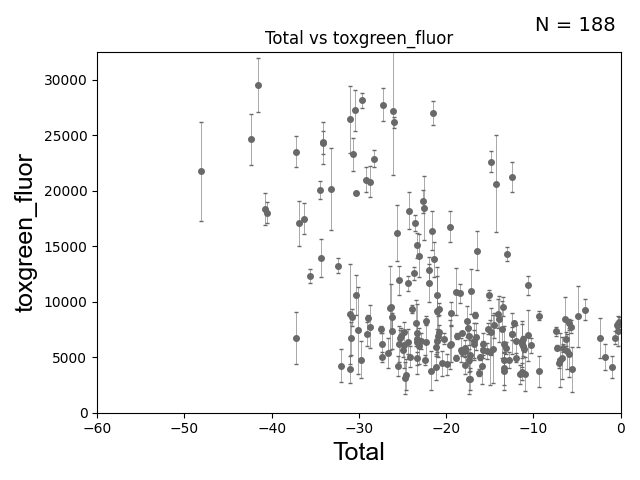 N = 188
Total vs toxgreen_fluor
30000
25000
20000
15000
10000
5000
0
toxgreen_fluor
−60 −50 −40 −30 −20 −10 0
Total